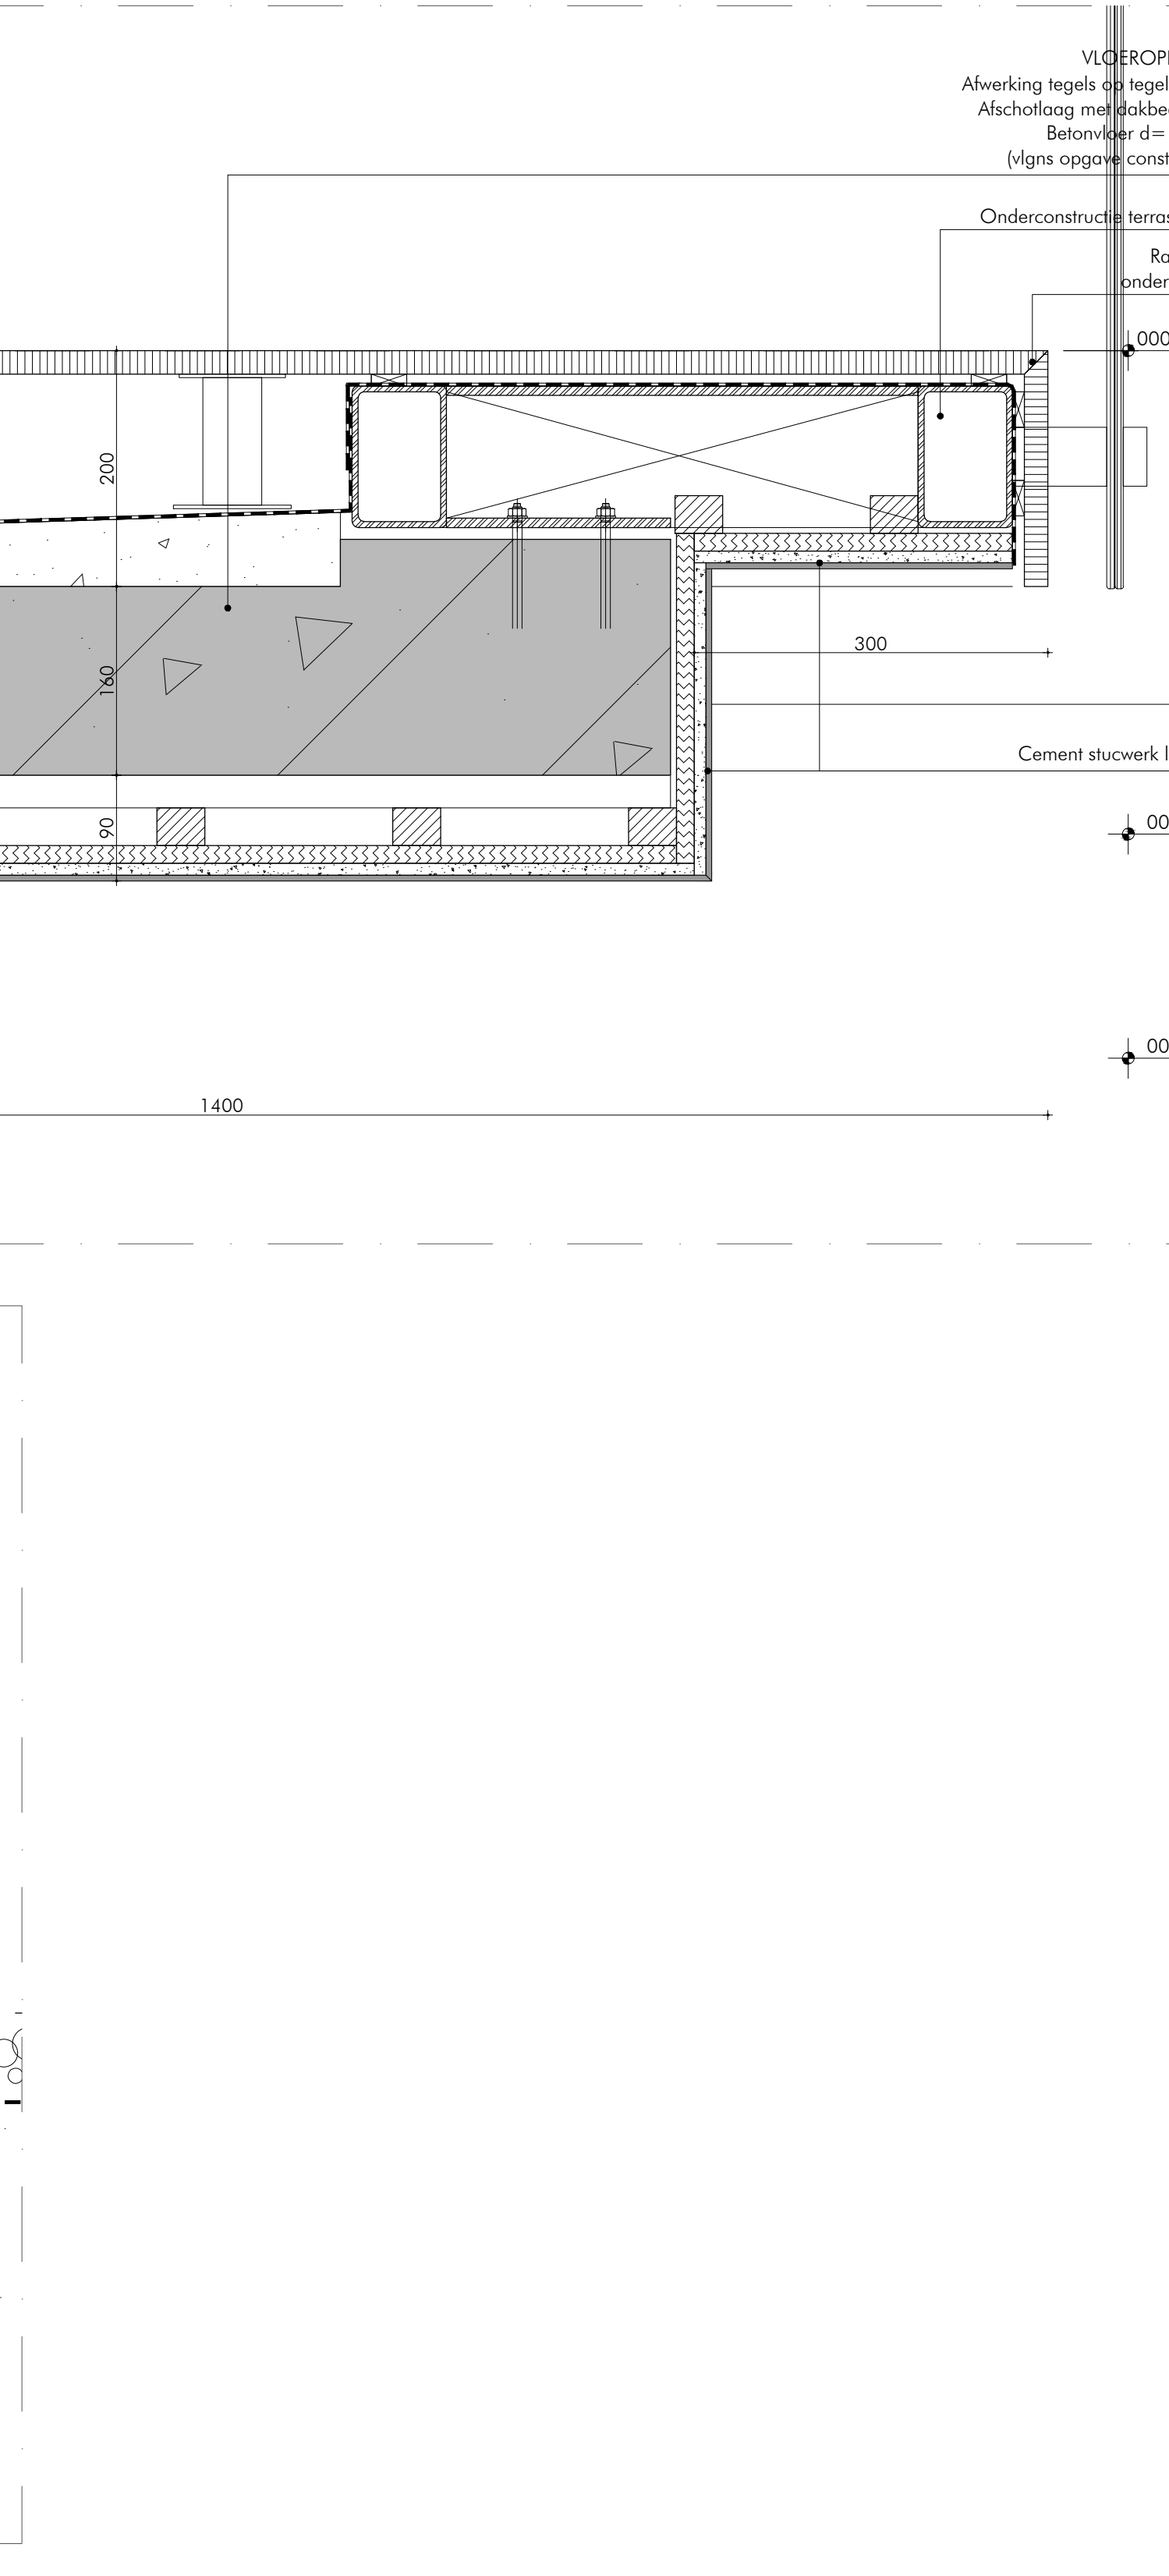 VLOEROP
Afwerking tegels op tegel
Afschotlaag met dakbe
Betonvloer d=
(vlgns opgave const
Onderconstructie terras
Ra
onder
000
200
300
160
Cement stucwerk
00
90
00
1400